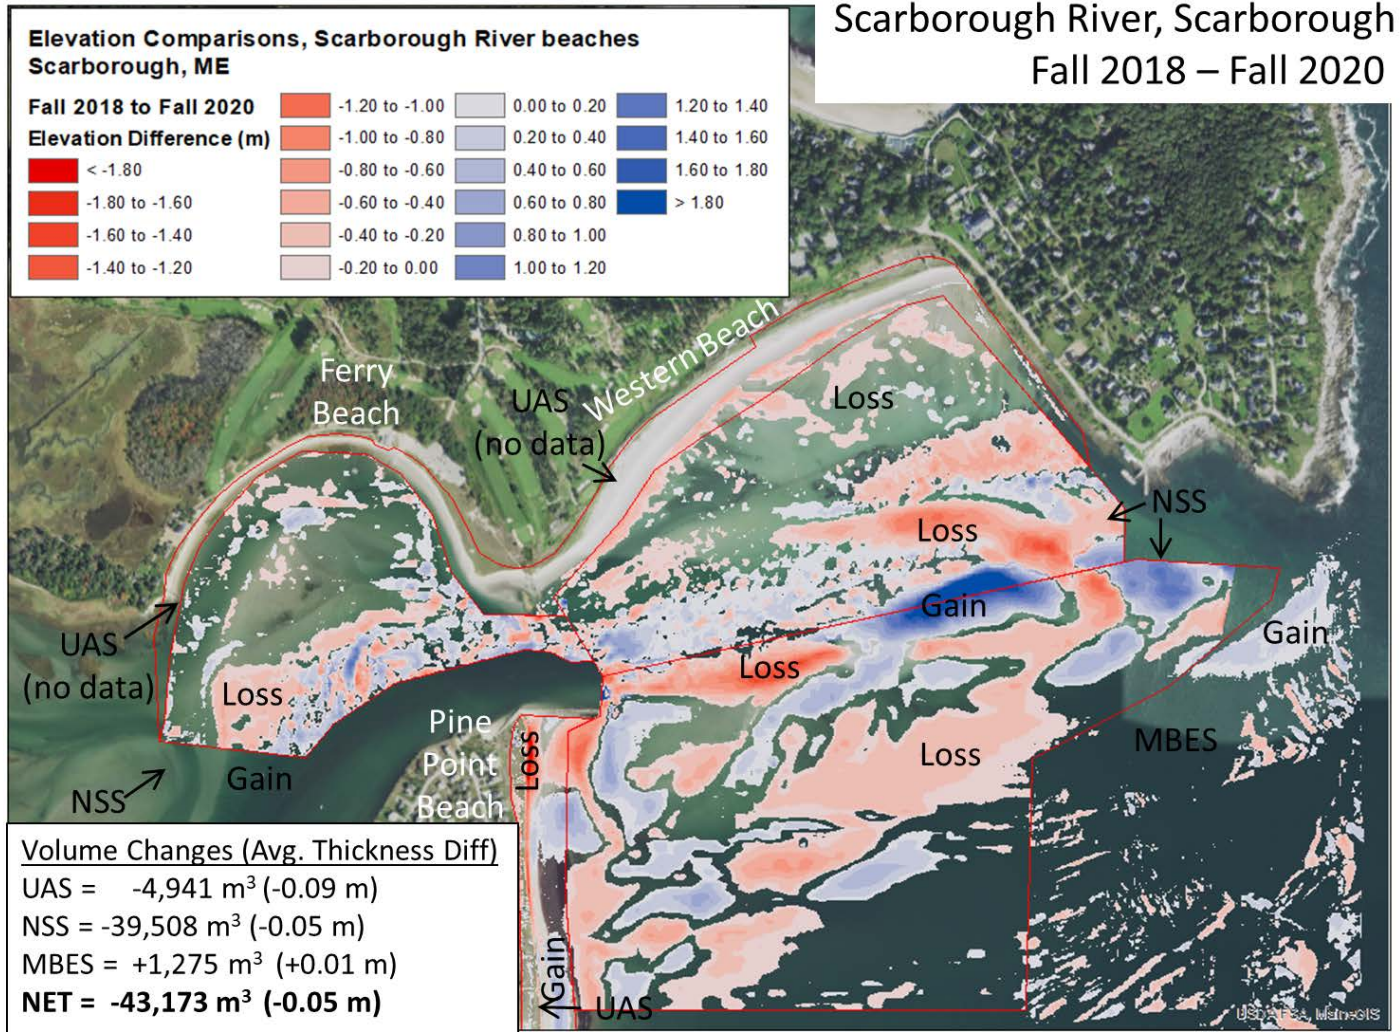 Scarborough River, Scarborough
Fall 2018 – Fall 2020
Elevation Comparisons, Scarborough River beaches
Scarborough, ME
Fall 2018 to Fall 2020
Elevation Difference (m)
< -1.80
-1.80 to -1.60
-1.60 to -1.40
-1.40 to -1.20
-1.20 to -1.00
-1.00 to -0.80
-0.80 to -0.60
-0.60 to -0.40
-0.40 to -0.20
-0.20 to 0.00
0.00 to 0.20
0.20 to 0.40
0.40 to 0.60
0.60 to 0.80
0.80 to 1.00
1.00 to 1.20
1.20 to 1.40
1.40 to 1.60
1.60 to 1.80
> 1.80
Western Beach
Ferry
Beach
UAS
(no data)
Loss
NSS
Loss
Gain
Gain
UAS
(no data)
Loss
Loss
Pine
Point
Beach
Loss
Loss
MBES
Gain
NSS
Gain
UAS
Volume Changes (Avg. Thickness Diff)
UAS = -4,941 m³ (-0.09 m)
NSS = -39,508 m³ (-0.05 m)
MBES = +1,275 m³ (+0.01 m)
NET = -43,173 m³ (-0.05 m)
USDA FSA, MaineGIS